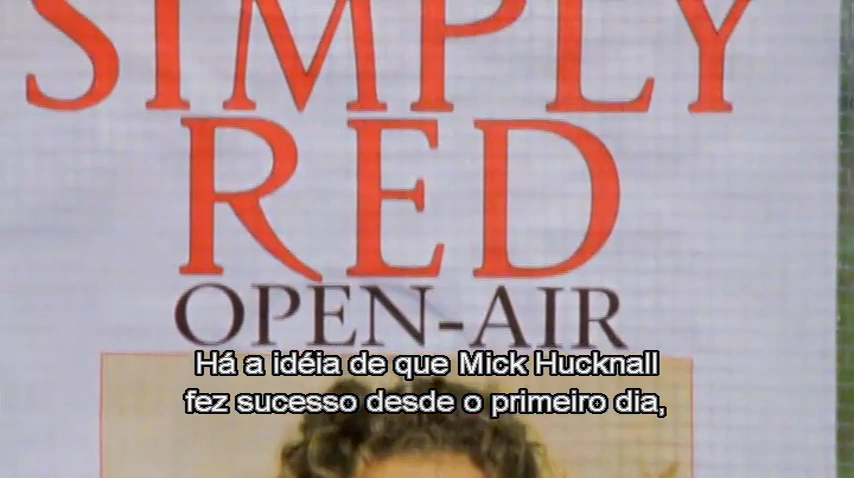 SIMPLY
RED
OPEN-AIR
Há a idéia de que Mick Hucknall
fez sucesso desde o primeiro dia,